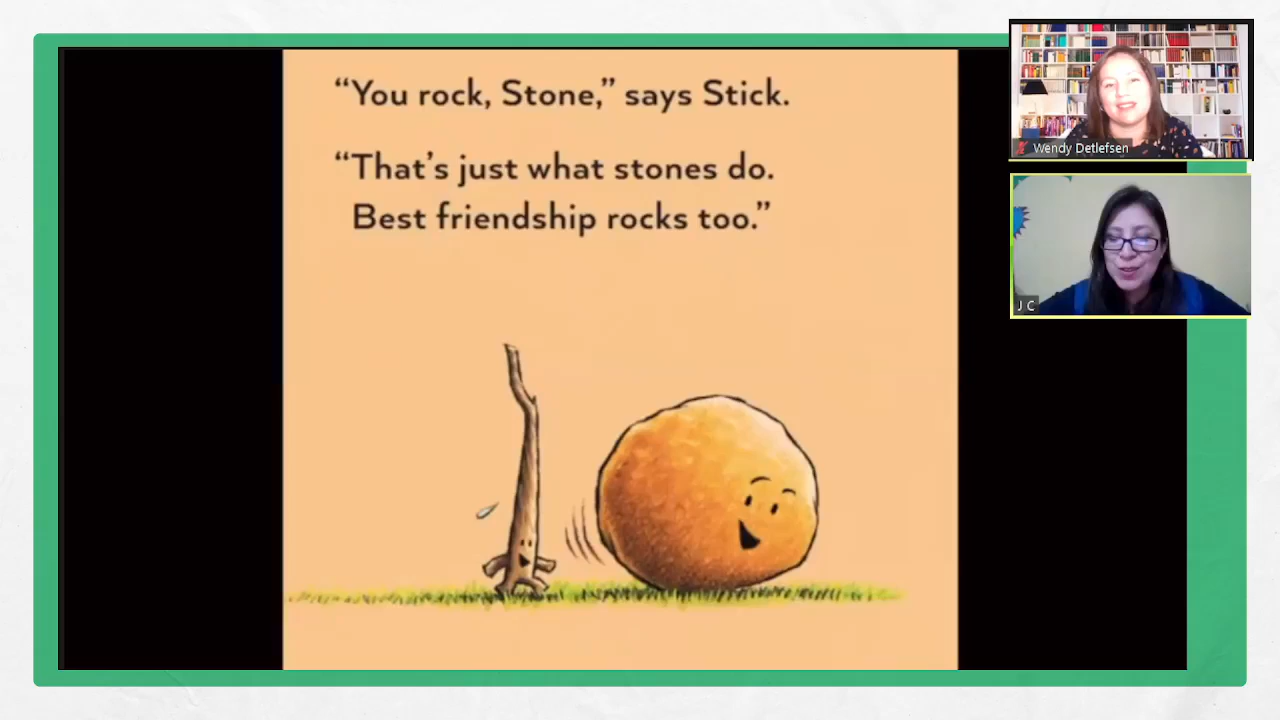 “You rock, Stone,” says Stick.
“That’s just what stones do.
Best friendship rocks too.”
Wendy Detlefsen
J C